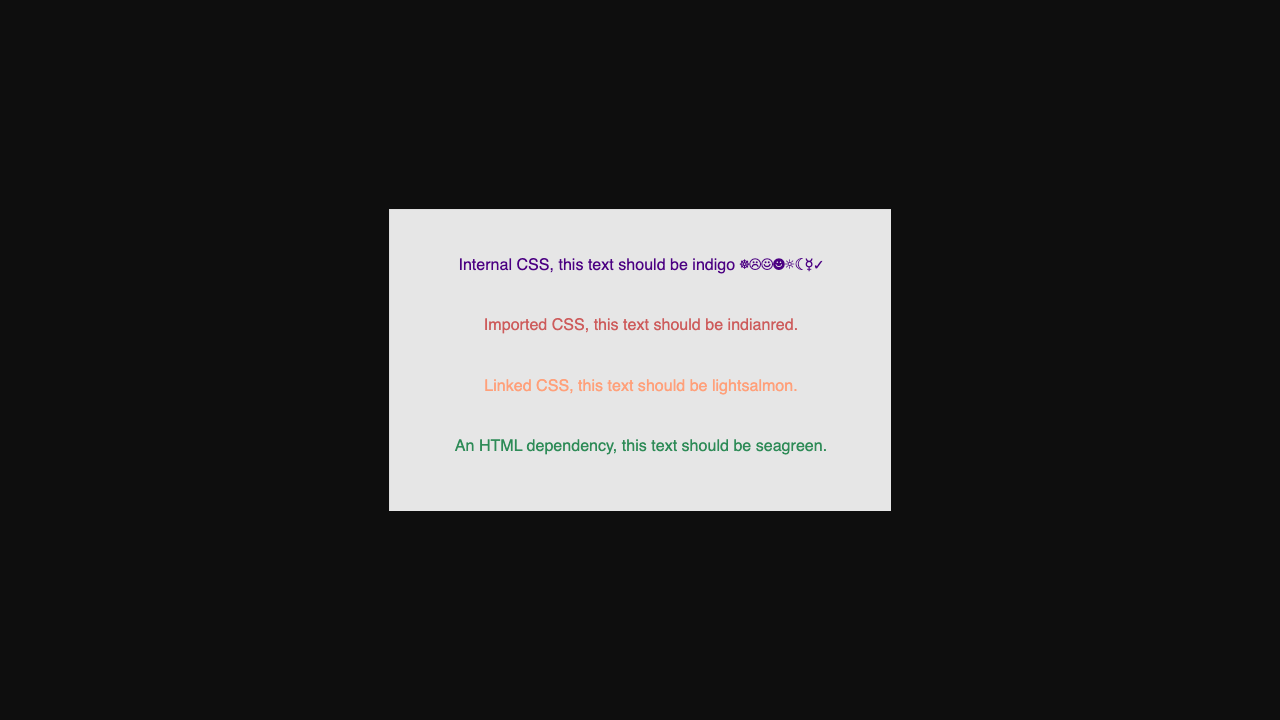 Internal CSS, this text should be indigo ☸☹☺☻☼☾☿✓
Imported CSS, this text should be indianred.
Linked CSS, this text should be lightsalmon.
An HTML dependency, this text should be seagreen.